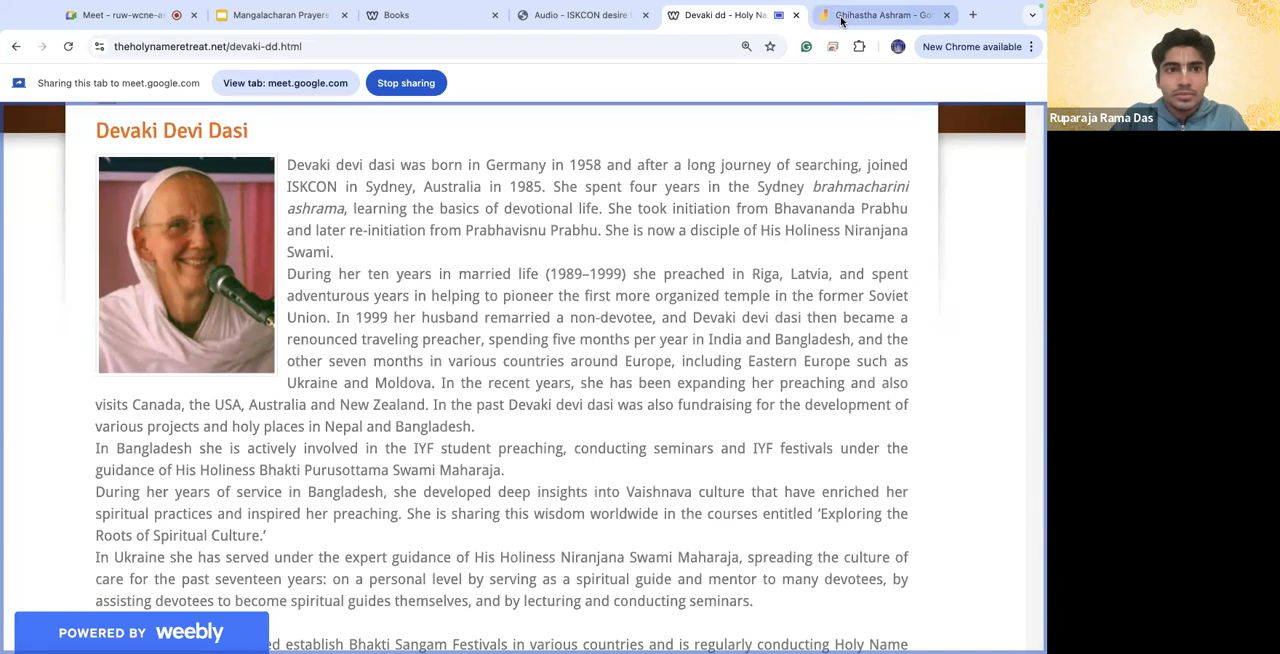 Meet - ruw-wcne-as
Mangalacharan Prayers
Books
Audio - ISKCON desire
Devaki dd - Holy Na
Grihastha Ashram - Go
theholynameretreat.net/devaki-dd.html
New Chrome available
Sharing this tab to meet.google.com
View tab: meet.google.com
Stop sharing
Ruparaja Rama Das
Devaki Devi Dasi
Devaki devi dasi was born in Germany in 1958 and after a long journey of searching, joined
ISKCON in Sydney, Australia in 1985. She spent four years in the Sydney brahmacharini
ashrama, learning the basics of devotional life. She took initiation from Bhavananda Prabhu
and later re-initiation from Prabhavisnu Prabhu. She is now a disciple of His Holiness Niranjana
Swami.
During her ten years in married life (1989–1999) she preached in Riga, Latvia, and spent
adventurous years in helping to pioneer the first more organized temple in the former Soviet
Union. In 1999 her husband remarried a non-devotee, and Devaki devi dasi then became a
renounced traveling preacher, spending five months per year in India and Bangladesh, and the
other seven months in various countries around Europe, including Eastern Europe such as
Ukraine and Moldova. In the recent years, she has been expanding her preaching and also
visits Canada, the USA, Australia and New Zealand. In the past Devaki devi dasi was also fundraising for the development of
various projects and holy places in Nepal and Bangladesh.
In Bangladesh she is actively involved in the IYF student preaching, conducting seminars and IYF festivals under the
guidance of His Holiness Bhakti Purusottama Swami Maharaja.
During her years of service in Bangladesh, she developed deep insights into Vaishnava culture that have enriched her
spiritual practices and inspired her preaching. She is sharing this wisdom worldwide in the courses entitled ‘Exploring the
Roots of Spiritual Culture.’
In Ukraine she has served under the expert guidance of His Holiness Niranjana Swami Maharaja, spreading the culture of
care for the past seventeen years: on a personal level by serving as a spiritual guide and mentor to many devotees, by
assisting devotees to become spiritual guides themselves, and by lecturing and conducting seminars.
establish Bhakti Sangam Festivals in various countries and is regularly conducting Holy Name
POWERED BY weebly